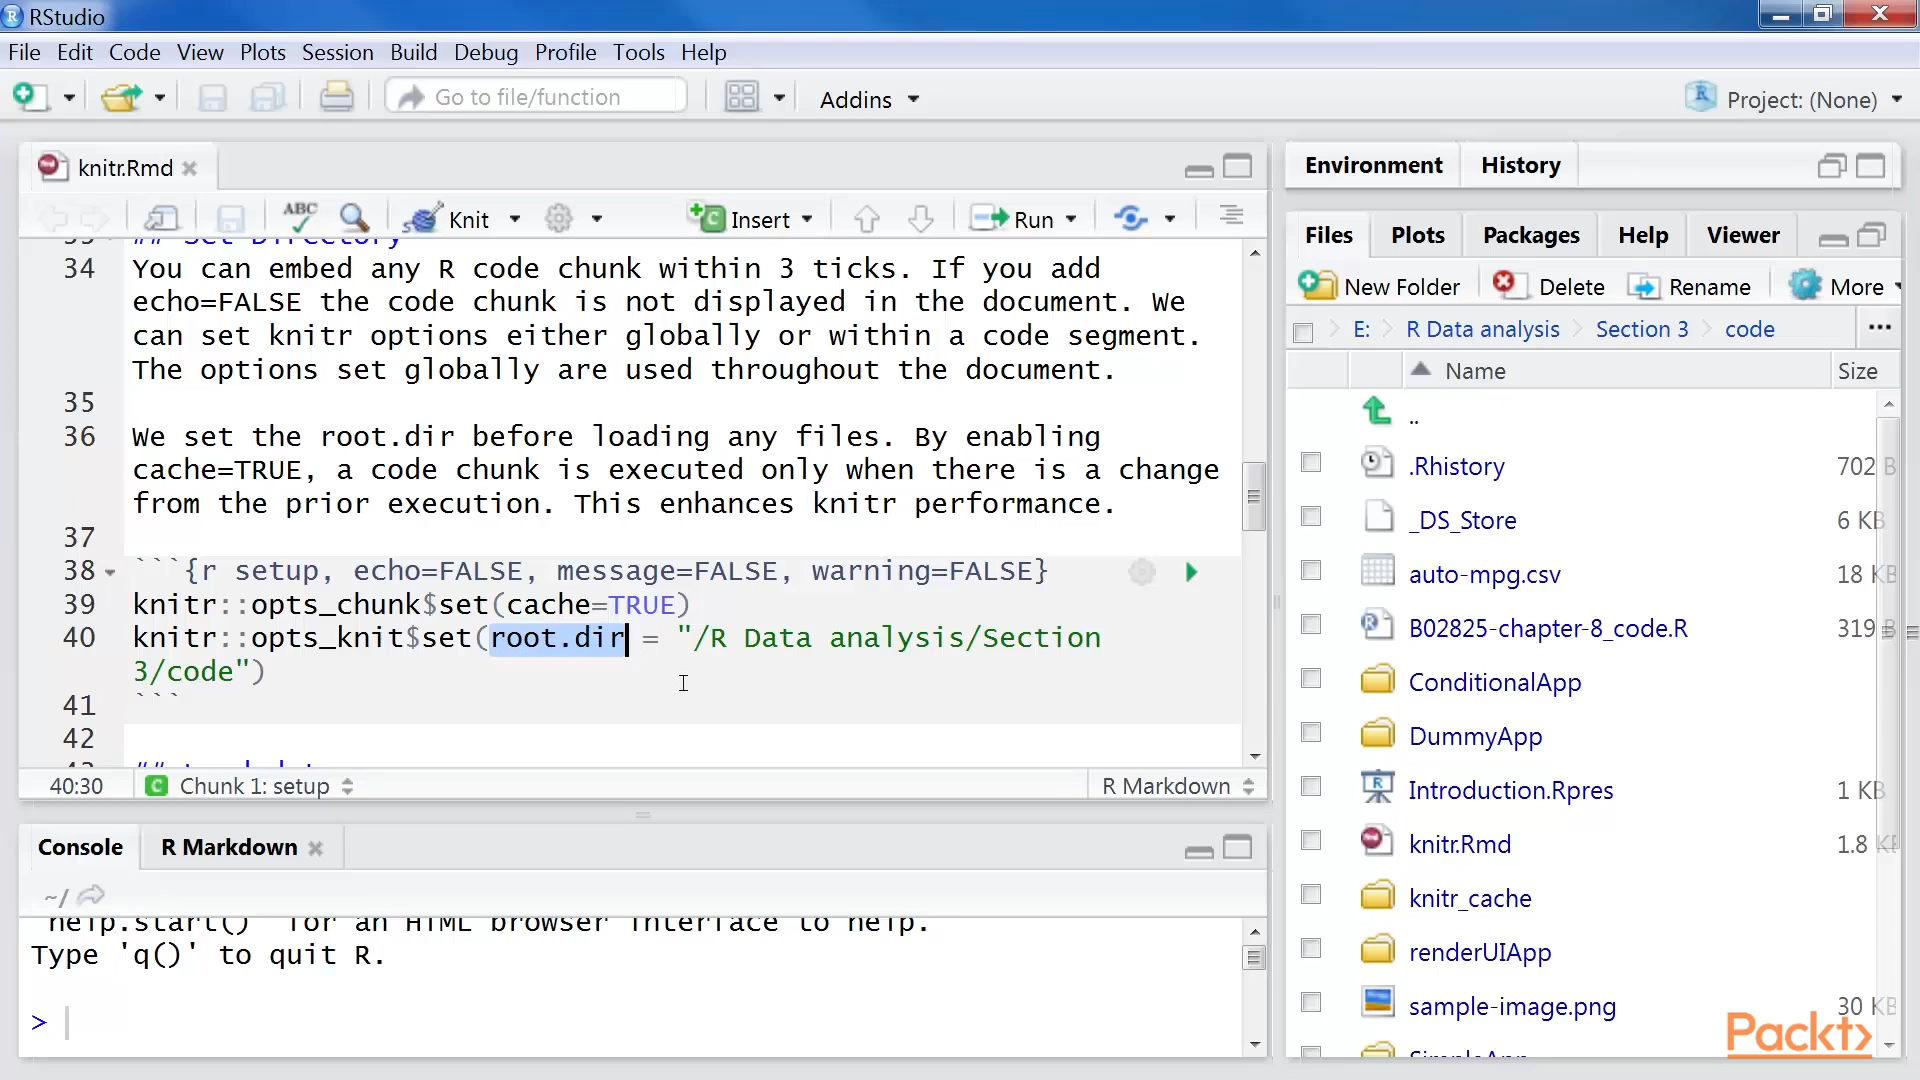 RStudio
File Edit Code View Plots Session Build Debug Profile Tools Help
Go to file/function
Addins
Project: (None)
knitr.Rmd
ABC
Knit
Insert
Run
## Set Directory
34 You can embed any R code chunk within 3 ticks. If you add
echo=FALSE the code chunk is not displayed in the document. We
can set knitr options either globally or within a code segment.
The options set globally are used throughout the document.
35
36 We set the root.dir before loading any files. By enabling
cache=TRUE, a code chunk is executed only when there is a change
from the prior execution. This enhances knitr performance.
37
38 ```{r setup, echo=FALSE, message=FALSE, warning=FALSE}
39 knitr::opts_chunk$set(cache=TRUE)
40 knitr::opts_knit$set(root.dir = "/R Data analysis/Section
3/code")
41 ```
42
40:30 Chunk 1: setup R Markdown
Console R Markdown
~/
'help.start()' for an HTML browser interface to help.
Type 'q()' to quit R.
>
Environment History
Files Plots Packages Help Viewer
New Folder Delete Rename More
E: R Data analysis Section 3 code ...
Name Size
..
.Rhistory 702 B
_DS_Store 6 KB
auto-mpg.csv 18 KB
B02825-chapter-8_code.R 319 B
ConditionalApp
DummyApp
Introduction.Rpres 1 KB
knitr.Rmd 1.8 KB
knitr_cache
renderUIApp
sample-image.png 30 KB
SimpleApp
Packt>